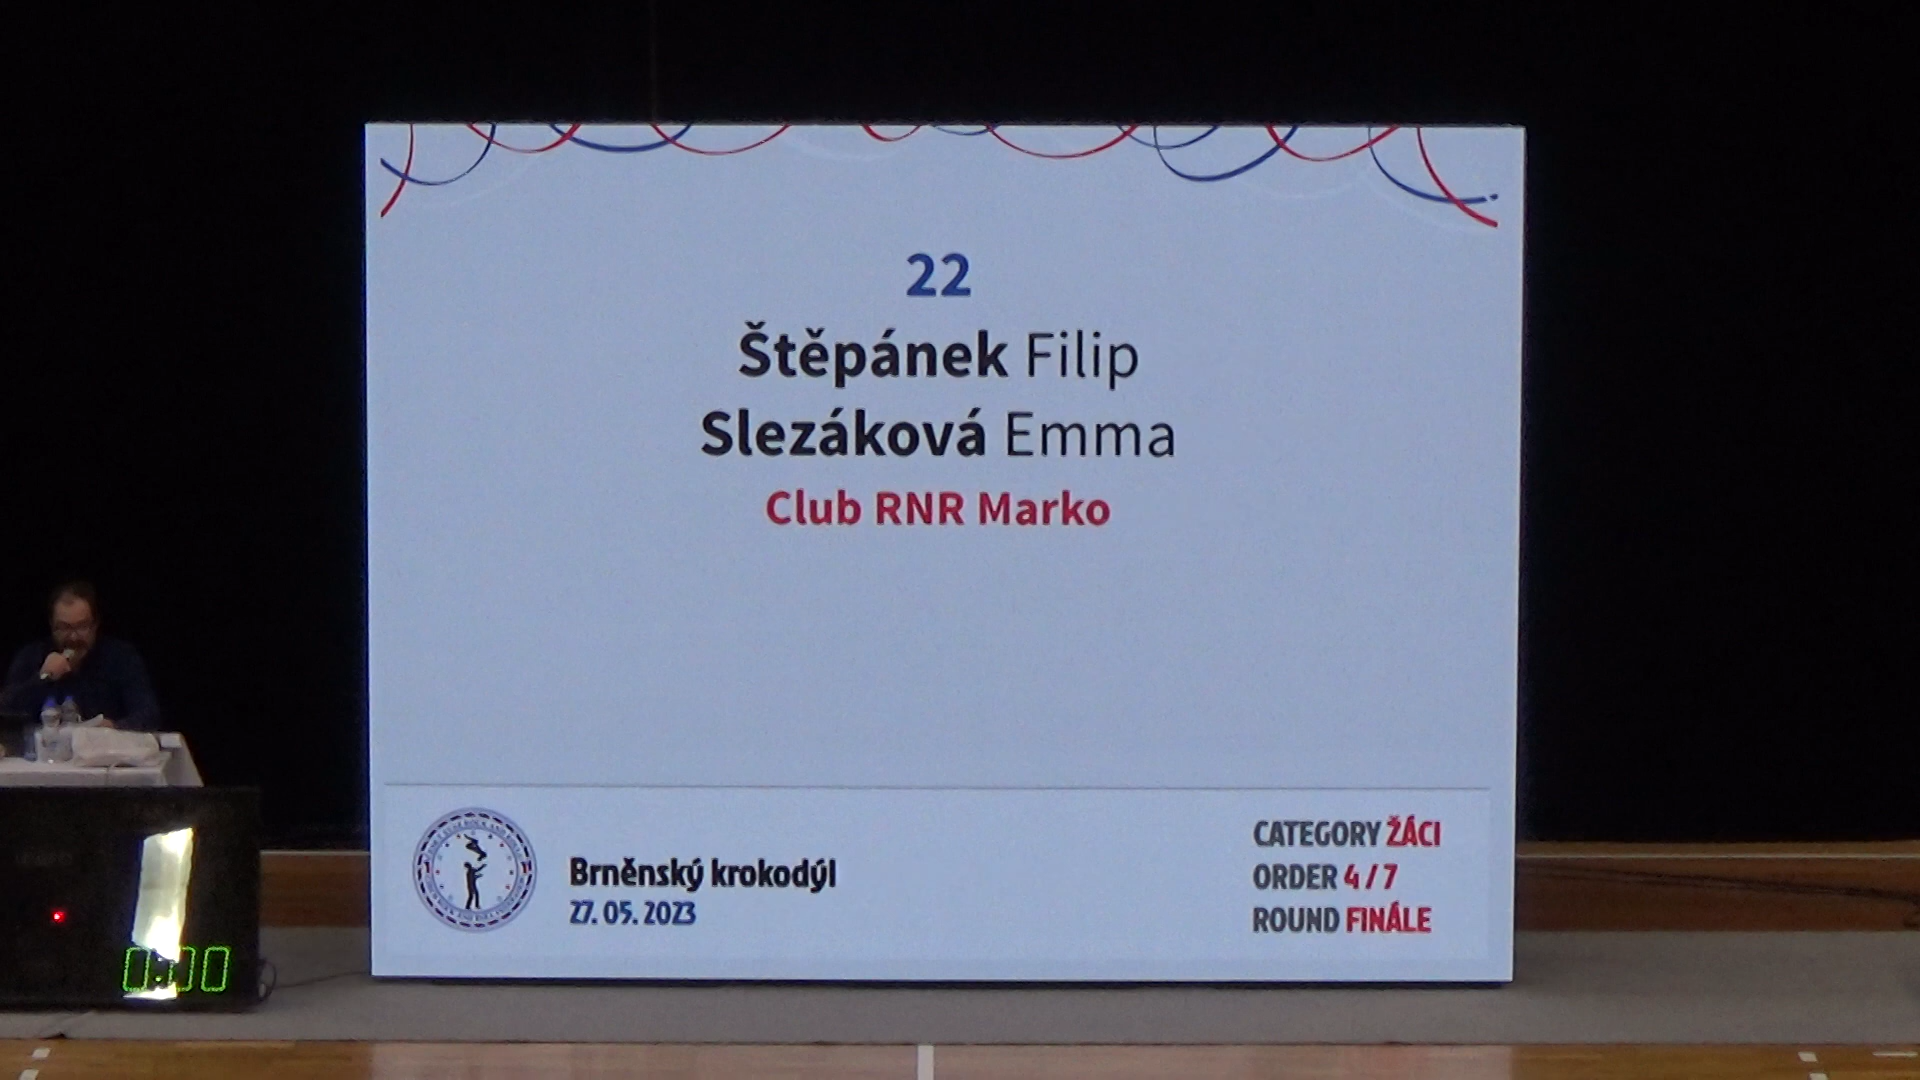 22
Štěpánek Filip
Slezáková Emma
Club RNR Marko
Brněnský krokodýl
27. 05. 2023
CATEGORY ŽÁCI
ORDER 4 / 7
ROUND FINÁLE
0:00